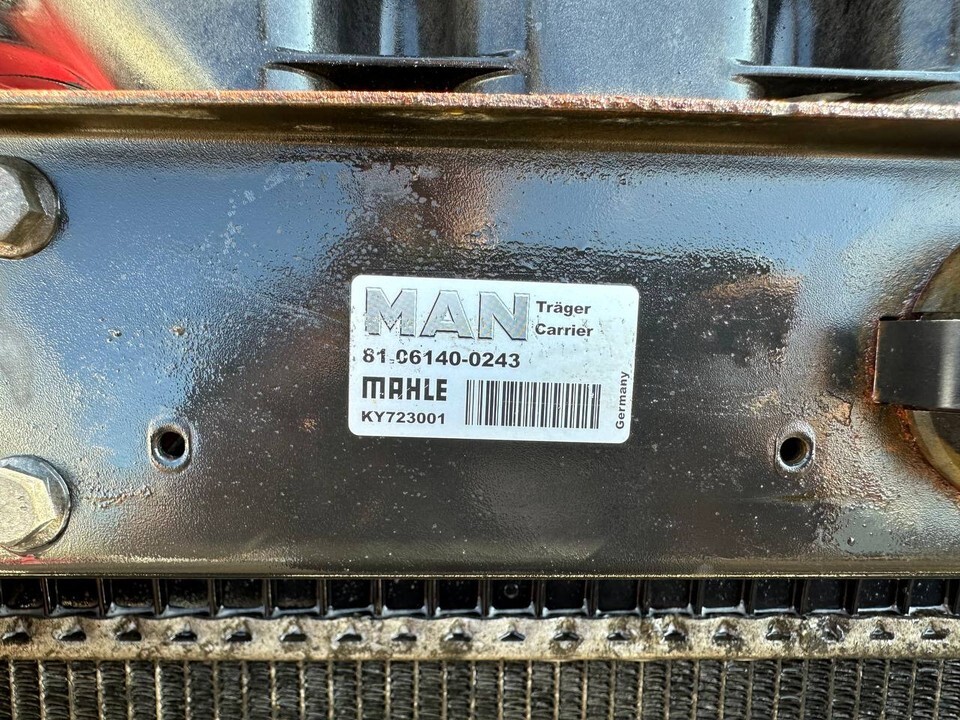 MAN Träger
Carrier
81.06140-0243
MAHLE
KY723001
Germany